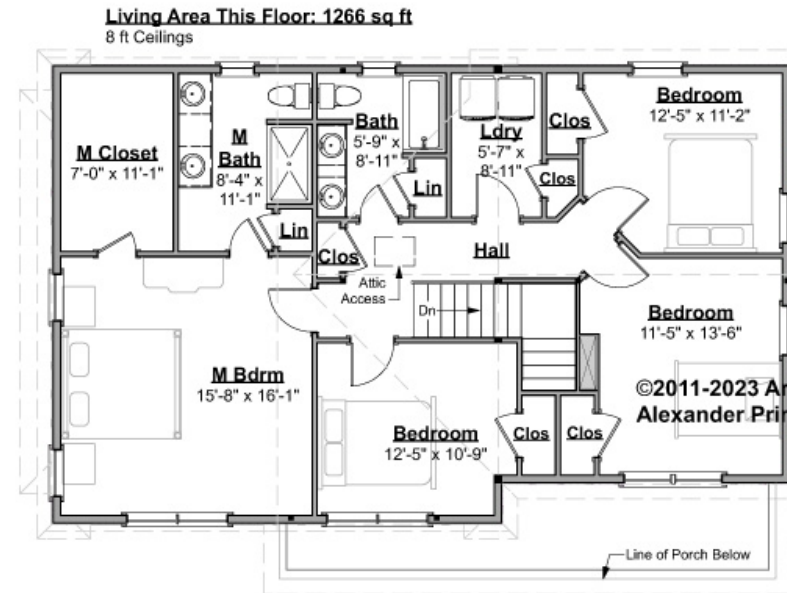 Living Area This Floor: 1266 sq ft
8 ft Ceilings
M Closet
7'-0" x 11'-1"
M
Bath
8'-4" x
11'-1"
Lin
Bath
5'-9" x
8'-11"
Lin
Ldry
5'-7" x
8'-11"
Clos
Clos
Bedroom
12'-5" x 11'-2"
Clos
Hall
Attic
Access
Dn
M Bdrm
15'-8" x 16'-1"
Bedroom
12'-5" x 10'-9"
Clos
Clos
Bedroom
11'-5" x 13'-6"
©2011-2023
Alexander
Line of Porch Below